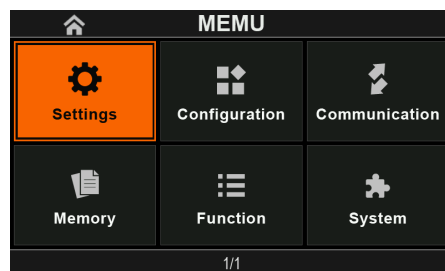 MEMU
Settings
Configuration
Communication
Memory
Function
System
1/1